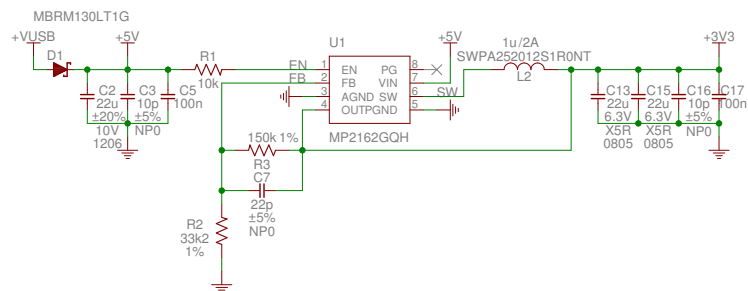 MBRM130LT1G
+VUSB
D1
+5V
C2
22u
±20%
10V
1206
C3
10p
±5%
NP0
C5
100n
R1
10k
U1
EN
FB
1
2
3
4
EN
FB
AGND
OUT
PG
VIN
SW
PGND
8
7
6
5
MP2162GQH
+5V
SW
1u/2A
SWPA252012S1R0NT
L2
150k 1%
R3
C7
22p
±5%
NP0
R2
33k2
1%
+3V3
C13
22u
6.3V
X5R
0805
C15
22u
6.3V
X5R
0805
C16
10p
±5%
NP0
C17
100n